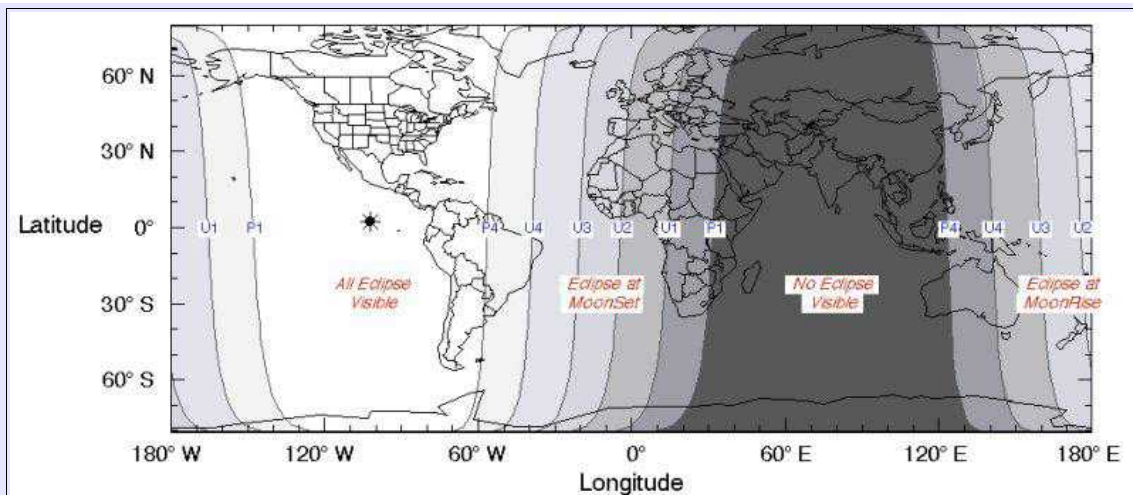 60° N
30° N
Latitude
0°
30° S
60° S
U1 P1 P4 U4 U3 U2 U1 P1 P4 U4 U3 U2
All Eclipse
Visible
Eclipse at
MoonSet
No Eclipse
Visible
Eclipse at
MoonRise
180° W 120° W 60° W 0° 60° E 120° E 180° E
Longitude